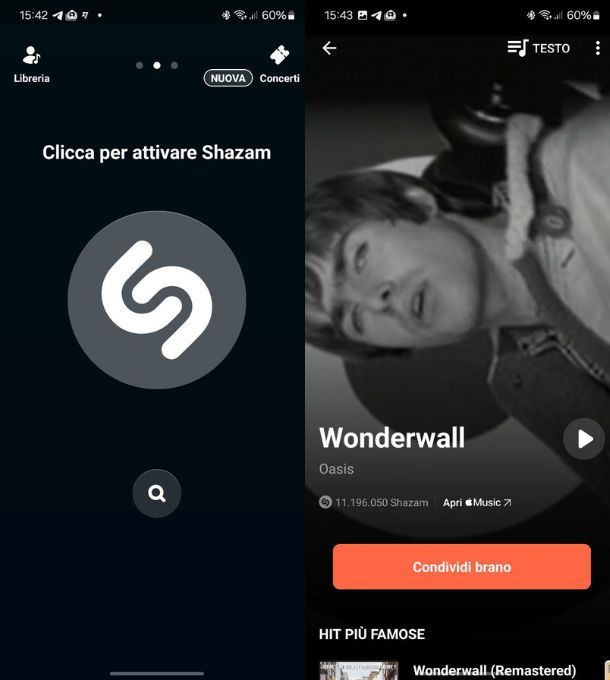 15:42
60%
Libreria
NUOVA
Concerti
Clicca per attivare Shazam
15:43
60%
TESTO
Wonderwall
Oasis
11.196.050 Shazam
Apri Music
Condividi brano
HIT PIÙ FAMOSE
Wonderwall (Remastered)